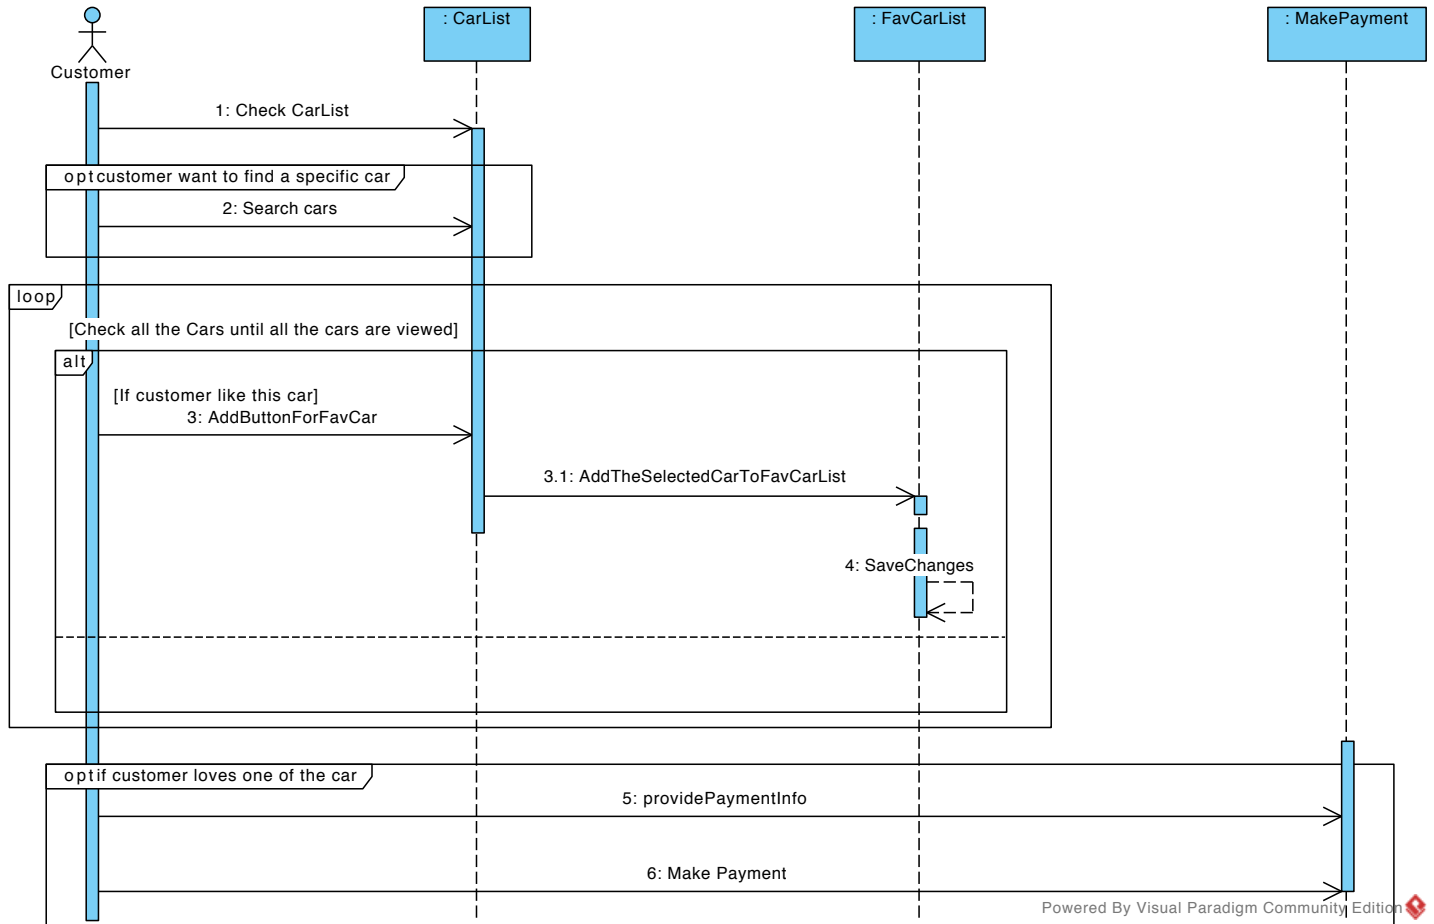 : CarList
: FavCarList
: MakePayment
Customer
1: Check CarList
opt customer want to find a specific car
2: Search cars
loop
[Check all the Cars until all the cars are viewed]
alt
[If customer like this car]
3: AddButtonForFavCar
3.1: AddTheSelectedCarToFavCarList
4: SaveChanges
opt if customer loves one of the car
5: providePaymentInfo
6: Make Payment
Powered By Visual Paradigm Community Edition